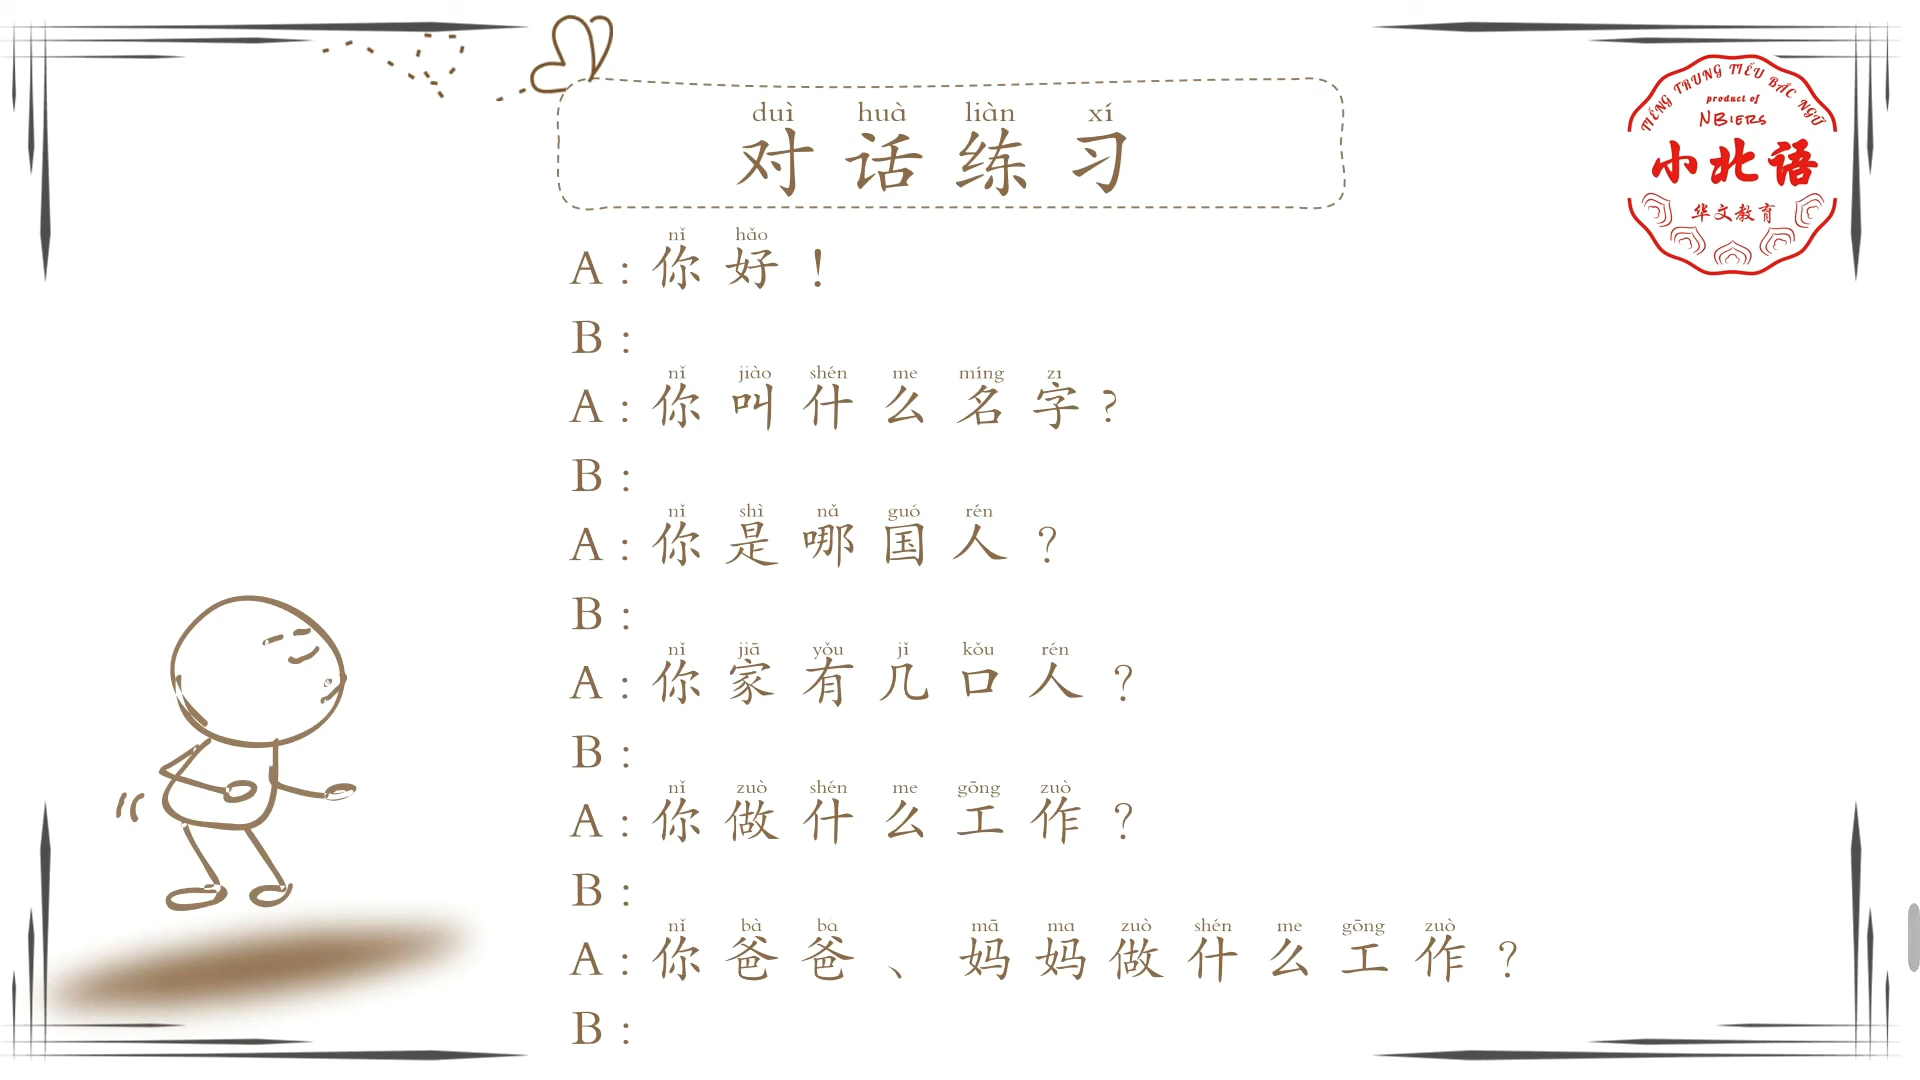 duì huà liàn xí
对话练习
TIẾNG TRUNG TIỂU BẮC NGỮ
product of
NBIERS
小北语
华文教育
nǐ hǎo
A：你好！
B：
nǐ jiào shén me míng zı
A：你叫什么名字？
B：
nǐ shì nǎ guó rén
A：你是哪国人？
B：
nǐ jiā yǒu jǐ kǒu rén
A：你家有几口人？
B：
nǐ zuò shén me gōng zuò
A：你做什么工作？
B：
nǐ bà ba mā ma zuò shén me gōng zuò
A：你爸爸、妈妈做什么工作？
B：